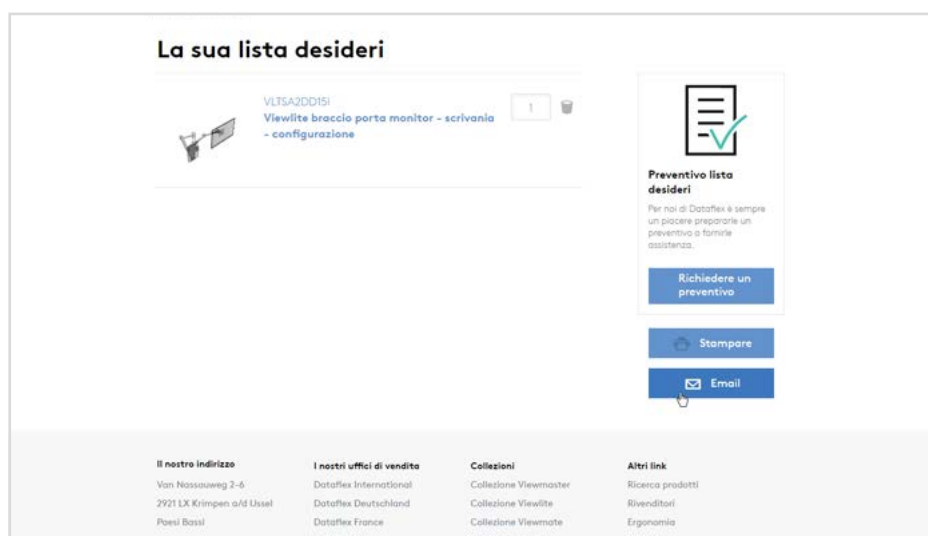 La sua lista desideri
VLTSA2DD15I
Viewlite braccio porta monitor - scrivania
- configurazione
1
Preventivo lista
desideri
Per noi di Dataflex è sempre
un piacere prepararle un
preventivo o fornirle
assistenza.
Richiedere un
preventivo
Stampare
Email
Il nostro indirizzo
Van Nassauweg 2-6
2921 LX Krimpen a/d IJssel
Paesi Bassi
I nostri uffici di vendita
Dataflex International
Dataflex Deutschland
Dataflex France
Collezioni
Collezione Viewmaster
Collezione Viewlite
Collezione Viewmate
Altri link
Ricerca prodotti
Rivenditori
Ergonomia